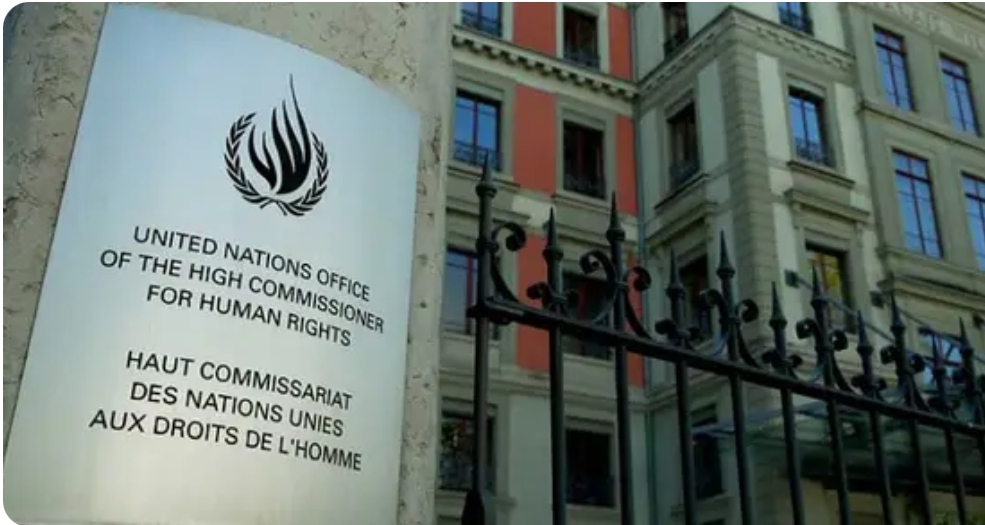 UNITED NATIONS OFFICE
OF THE HIGH COMMISSIONER
FOR HUMAN RIGHTS
HAUT COMMISSARIAT
DES NATIONS UNIES
AUX DROITS DE L'HOMME